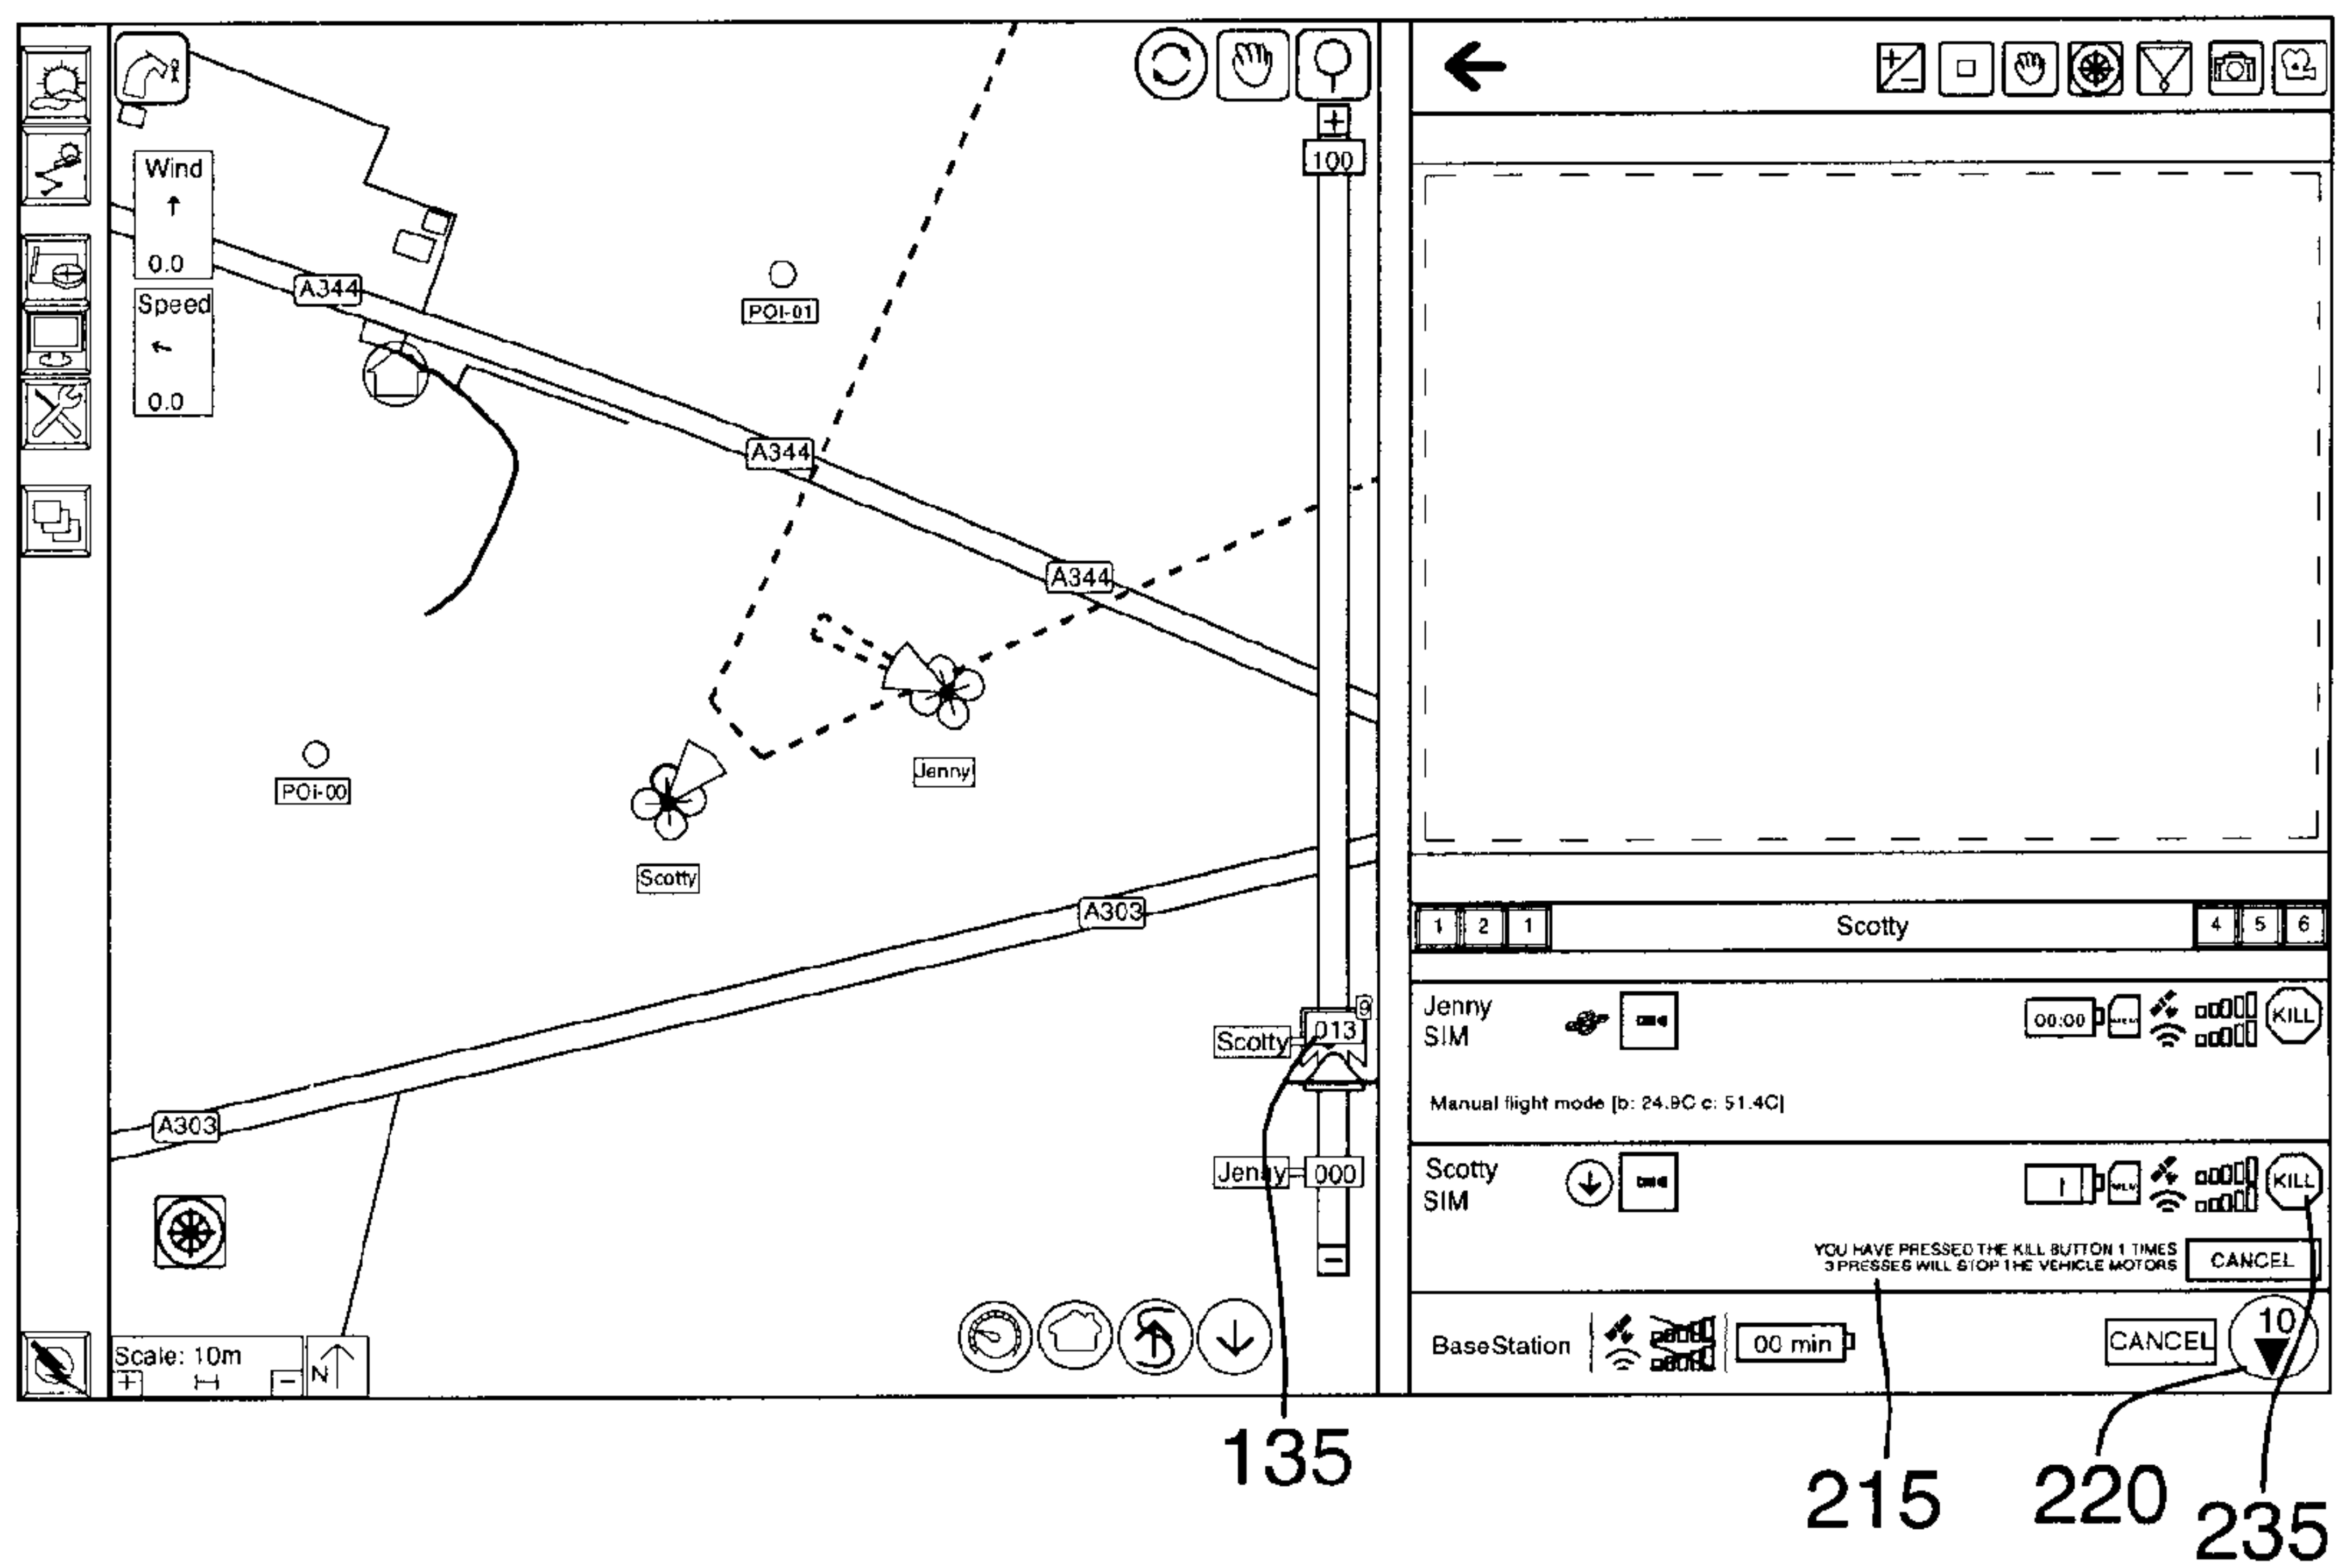 Wind
0.0
Speed
0.0
A344
POI-01
A344
A344
POI-00
Jenny
Scotty
A303
A303
+
100
9
013
Scotty
Jenny
000
−
Scale: 10m
+
−
N
+
−
1 2 1
Scotty
4 5 6
Jenny
SIM
00:00
MEM
KILL
Manual flight mode [b: 24.9C c: 51.4C]
Scotty
SIM
KILL
YOU HAVE PRESSED THE KILL BUTTON 1 TIMES
3 PRESSES WILL STOP THE VEHICLE MOTORS
CANCEL
BaseStation
00 min
CANCEL
10
135
215
220
235